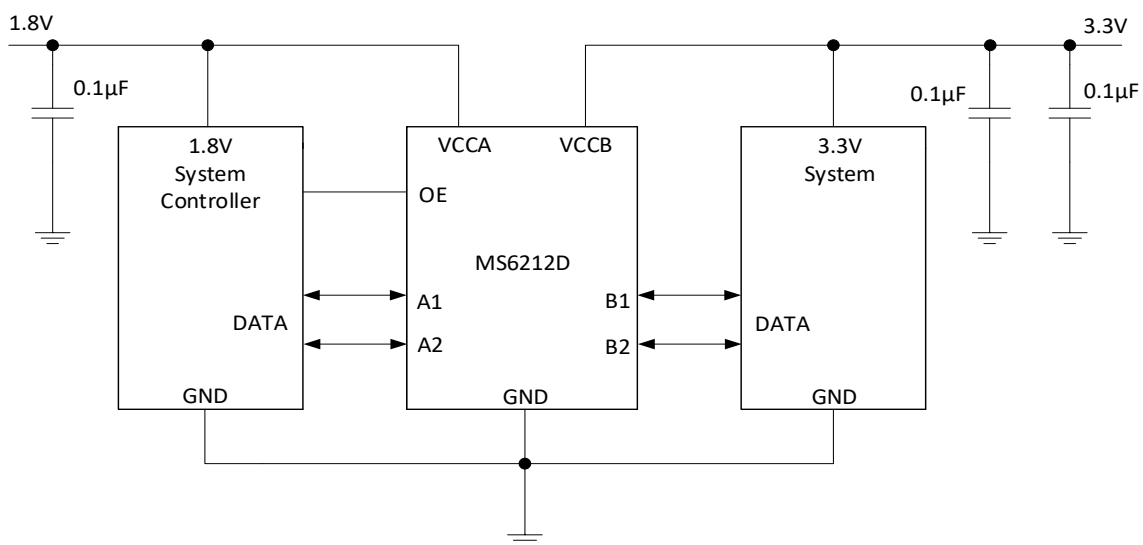 1.8V
3.3V
0.1µF
0.1µF
0.1µF
1.8V
System
Controller
VCCA
VCCB
3.3V
System
OE
MS6212D
A1
B1
DATA
DATA
A2
B2
GND
GND
GND